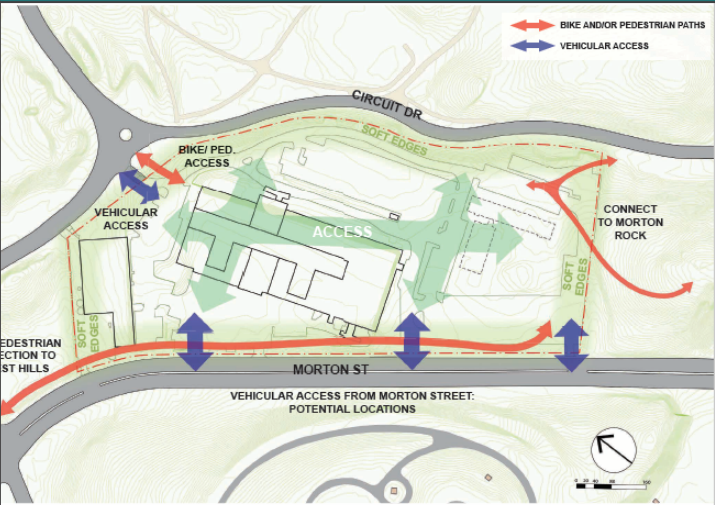 BIKE AND/OR PEDESTRIAN PATHS
VEHICULAR ACCESS
CIRCUIT DR
SOFT EDGES
BIKE/ PED.
ACCESS
VEHICULAR
ACCESS
ACCESS
CONNECT
TO MORTON
ROCK
SOFT
EDGES
SOFT
EDGES
EDESTRIAN
ECTION TO
ST HILLS
MORTON ST
VEHICULAR ACCESS FROM MORTON STREET:
POTENTIAL LOCATIONS